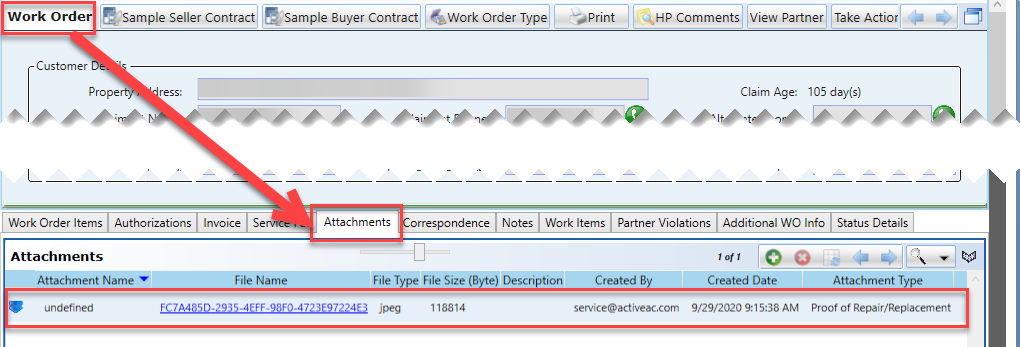 Work Order Sample Seller Contract Sample Buyer Contract Work Order Type Print HP Comments View Partner Take Action
Customer Details
Property Address: Claim Age: 105 day(s)
Work Order Items Authorizations Invoice Attachments Correspondence Notes Work Items Partner Violations Additional WO Info Status Details
Attachments 1 of 1
Attachment Name File Name File Type File Size (Byte) Description Created By Created Date Attachment Type
undefined FC7A485D-2935-4EFF-98F0-4723E97224E3 jpeg 118814 service@activeac.com 9/29/2020 9:15:38 AM Proof of Repair/Replacement